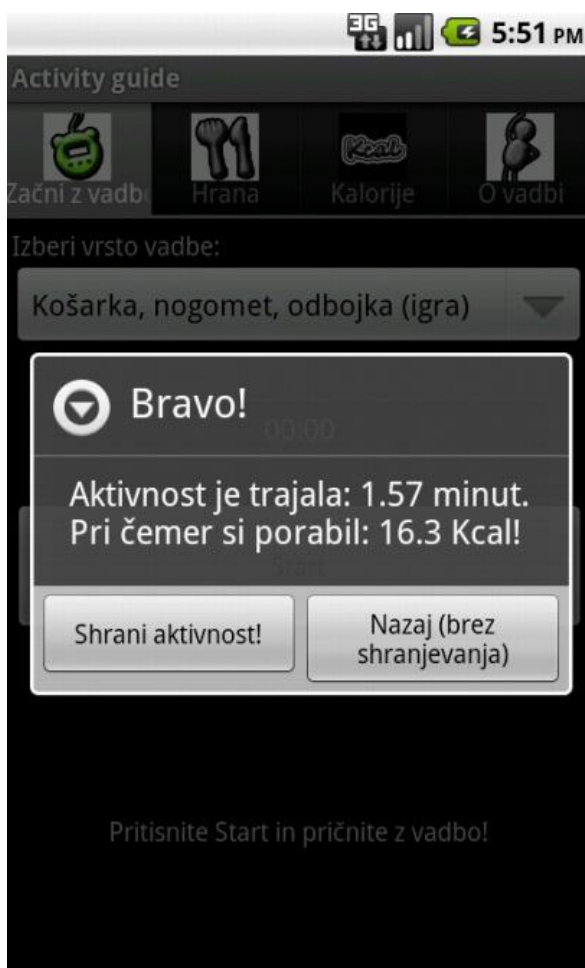 3G
5:51 PM
Activity guide
Kcal
Začni z vadbo
Hrana
Kalorije
O vadbi
Izberi vrsto vadbe:
Košarka, nogomet, odbojka (igra)
Bravo!
00:00
Aktivnost je trajala: 1.57 minut.
Pri čemer si porabil: 16.3 Kcal!
Start
Shrani aktivnost!
Nazaj (brez
shranjevanja)
Pritisnite Start in pričnite z vadbo!